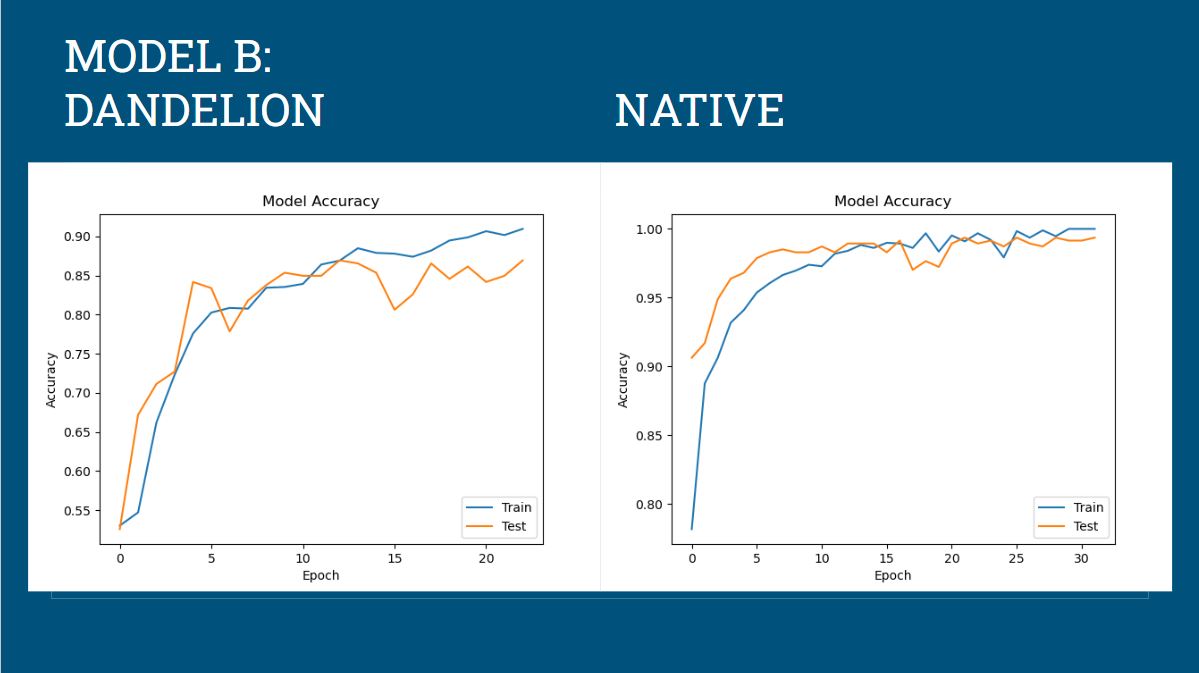 MODEL B:
DANDELION
NATIVE
Model Accuracy
0.90
0.85
0.80
0.75
0.70
0.65
0.60
0.55
Accuracy
0 5 10 15 20
Epoch
Train
Test
Model Accuracy
1.00
0.95
0.90
0.85
0.80
Accuracy
0 5 10 15 20 25 30
Epoch
Train
Test